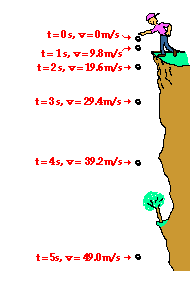 t = 0 s, v = 0 m/s
t = 1 s, v = 9.8 m/s
t = 2 s, v = 19.6 m/s
t = 3 s, v = 29.4 m/s
t = 4 s, v = 39.2 m/s
t = 5 s, v = 49.0 m/s